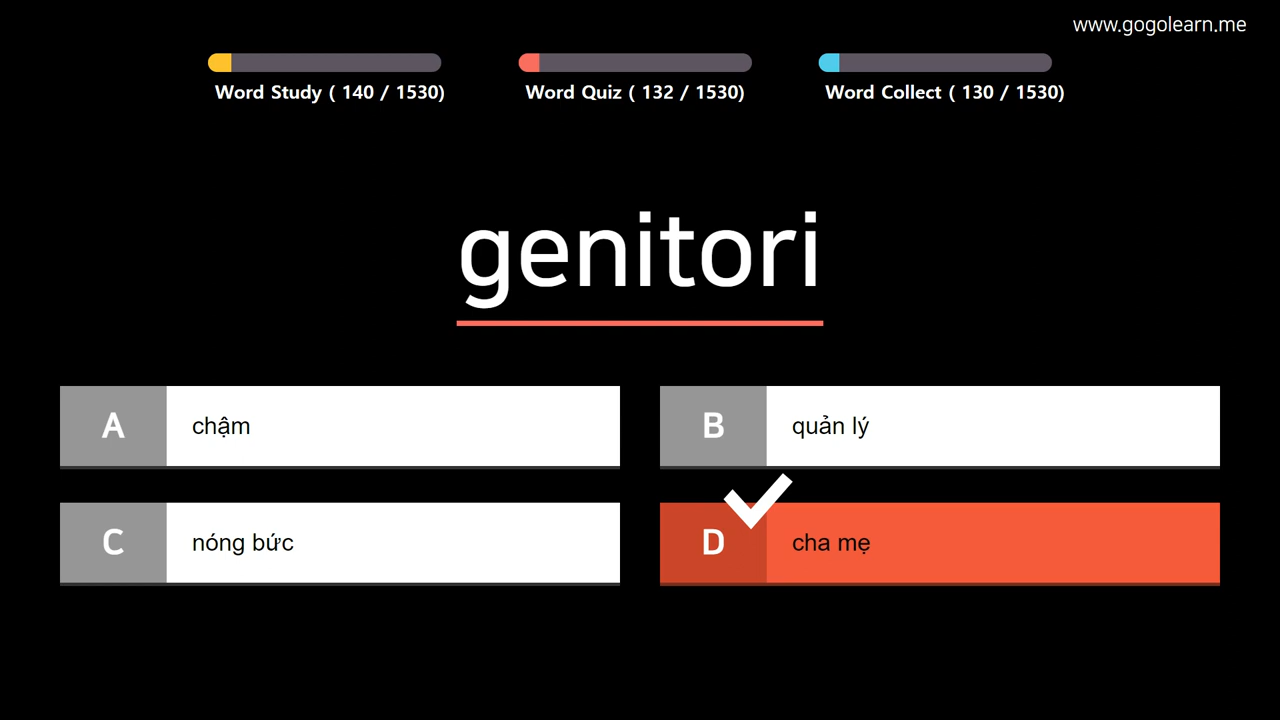 www.gogolearn.me
Word Study ( 140 / 1530)
Word Quiz ( 132 / 1530)
Word Collect ( 130 / 1530)
genitori
A chậm
B quản lý
C nóng bức
D cha mẹ